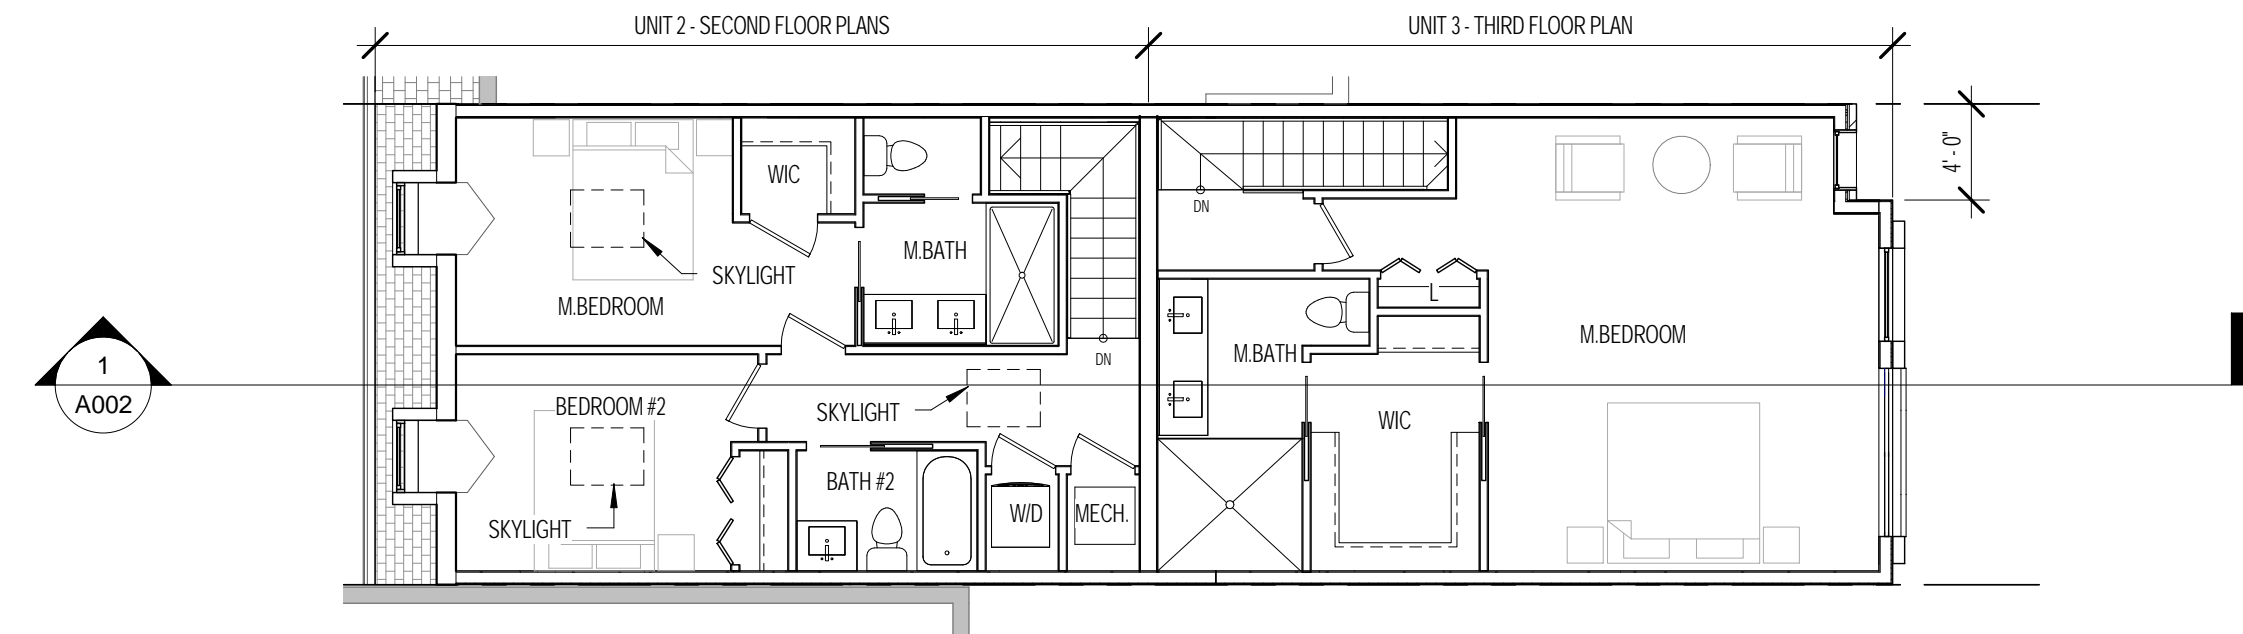 UNIT 2 - SECOND FLOOR PLANS
UNIT 3 - THIRD FLOOR PLAN
4' - 0"
WIC
DN
M.BATH
SKYLIGHT
L
M.BEDROOM
M.BEDROOM
DN
M.BATH
1
A002
BEDROOM #2
SKYLIGHT
WIC
BATH #2
W/D
MECH.
SKYLIGHT